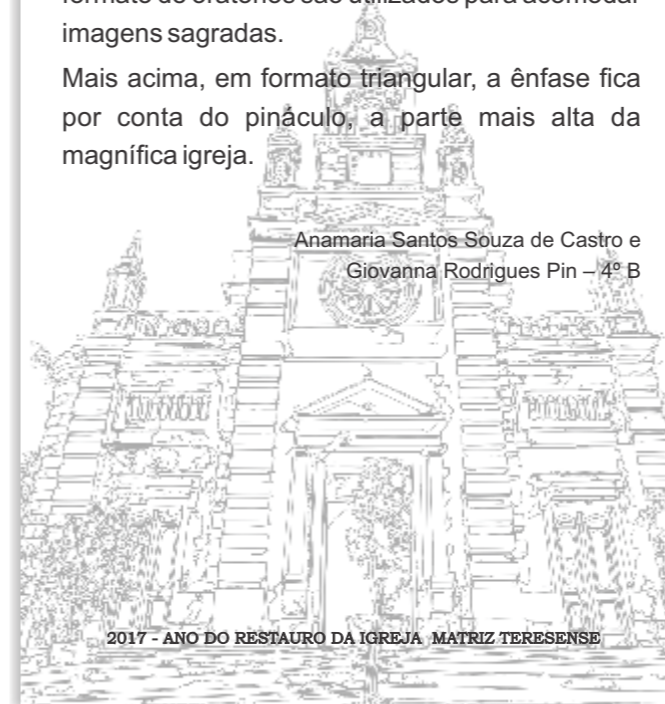 formato de oratórios são utilizados para acomodar
imagens sagradas.
Mais acima, em formato triangular, a ênfase fica
por conta do pináculo, a parte mais alta da
magnífica igreja.
Anamaria Santos Souza de Castro e
Giovanna Rodrigues Pin – 4º B
2017 - ANO DO RESTAURO DA IGREJA MATRIZ TERESENSE